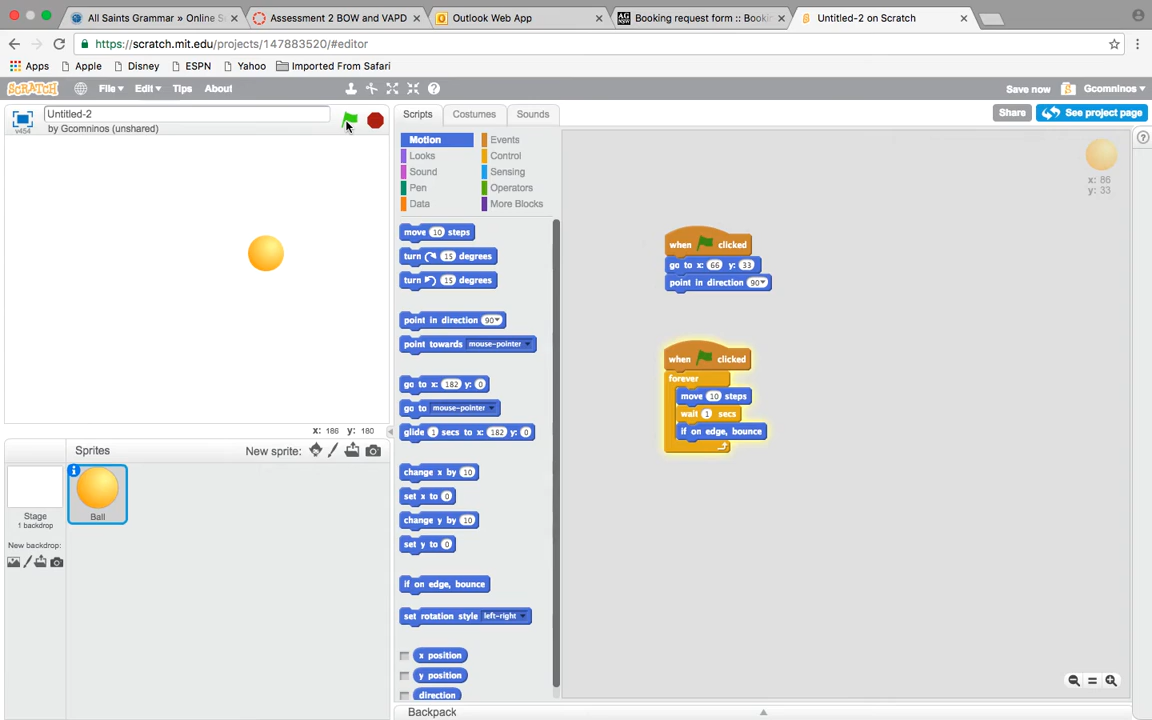 All Saints Grammar » Online S
Assessment 2 BOW and VAPD
Outlook Web App
Booking request form :: Bookin
Untitled-2 on Scratch
https://scratch.mit.edu/projects/147883520/#editor
Apps Apple Disney ESPN Yahoo Imported From Safari
SCRATCH File Edit Tips About Save now Gcomninos
Untitled-2
by Gcomninos (unshared)
v454
Scripts Costumes Sounds
Share See project page
Motion Events
Looks Control
Sound Sensing
Pen Operators
Data More Blocks
move 10 steps
turn 15 degrees
turn 15 degrees
point in direction 90
point towards mouse-pointer
go to x: 182 y: 0
go to mouse-pointer
glide 1 secs to x: 182 y: 0
change x by 10
set x to 0
change y by 10
set y to 0
if on edge, bounce
set rotation style left-right
x position
y position
direction
when clicked
go to x: 66 y: 33
point in direction 90
when clicked
forever
move 10 steps
wait 1 secs
if on edge, bounce
x: 86
y: 33
x: 186 y: 180
Sprites New sprite:
Stage
1 backdrop
New backdrop:
Ball
Backpack